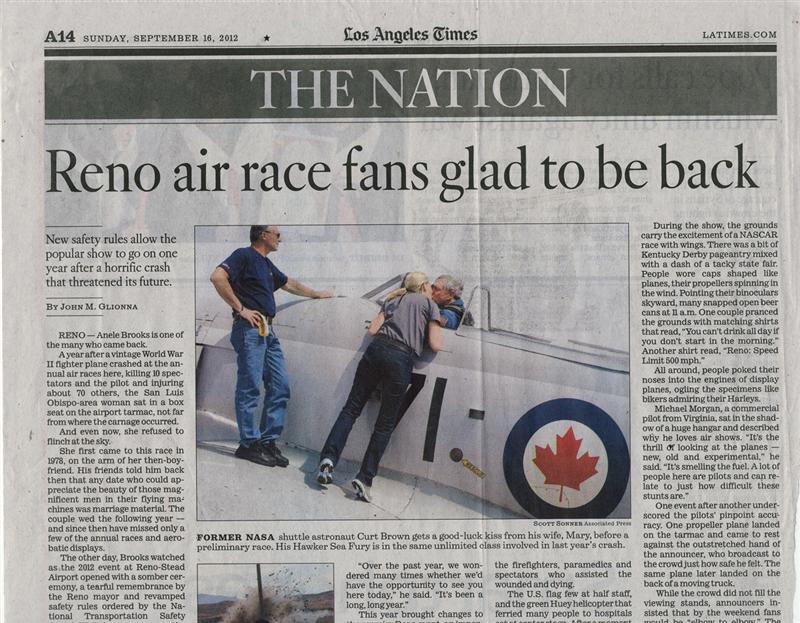 A14 SUNDAY, SEPTEMBER 16, 2012 ★ Los Angeles Times LATIMES.COM
THE NATION
Reno air race fans glad to be back
New safety rules allow the
popular show to go on one
year after a horrific crash
that threatened its future.
BY JOHN M. GLIONNA
RENO — Anele Brooks is one of
the many who came back.
A year after a vintage World War
II fighter plane crashed at the an-
nual air races here, killing 10 spec-
tators and the pilot and injuring
about 70 others, the San Luis
Obispo-area woman sat in a box
seat on the airport tarmac, not far
from where the carnage occurred.
And even now, she refused to
flinch at the sky.
She first came to this race in
1978, on the arm of her then-boy-
friend. His friends told him back
then that any date who could ap-
preciate the beauty of those mag-
nificent men in their flying ma-
chines was marriage material. The
couple wed the following year —
and since then have missed only a
few of the annual races and aero-
batic displays.
The other day, Brooks watched
as the 2012 event at Reno-Stead
Airport opened with a somber cer-
emony, a tearful remembrance by
the Reno mayor and revamped
safety rules ordered by the Na-
tional Transportation Safety
RESCUE
SCOTT SONNER Associated Press
FORMER NASA shuttle astronaut Curt Brown gets a good-luck kiss from his wife, Mary, before a
preliminary race. His Hawker Sea Fury is in the same unlimited class involved in last year's crash.
"Over the past year, we won-
dered many times whether we'd
have the opportunity to see you
here today," he said. "It's been a
long, long year."
This year brought changes to
the firefighters, paramedics and
spectators who assisted the
wounded and dying.
The U.S. flag few at half staff,
and the green Huey helicopter that
ferried many people to hospitals
During the show, the grounds
carry the excitement of a NASCAR
race with wings. There was a bit of
Kentucky Derby pageantry mixed
with a dash of a tacky state fair.
People wore caps shaped like
planes, their propellers spinning in
the wind. Pointing their binoculars
skyward, many snapped open beer
cans at 11 a.m. One couple pranced
the grounds with matching shirts
that read, "You can't drink all day if
you don't start in the morning."
Another shirt read, "Reno: Speed
Limit 500 mph."
All around, people poked their
noses into the engines of display
planes, ogling the specimens like
bikers admiring their Harleys.
Michael Morgan, a commercial
pilot from Virginia, sat in the shad-
ow of a huge hangar and described
why he loves air shows. "It's the
thrill of looking at the planes —
new, old and experimental," he
said. "It's smelling the fuel. A lot of
people here are pilots and can re-
late to just how difficult these
stunts are."
One event after another under-
scored the pilots' pinpoint accu-
racy. One propeller plane landed
on the tarmac and came to rest
against the outstretched hand of
the announcer, who broadcast to
the crowd just how safe he felt. The
same plane later landed on the
back of a moving truck.
While the crowd did not fill the
viewing stands, announcers in-
sisted that by the weekend fans